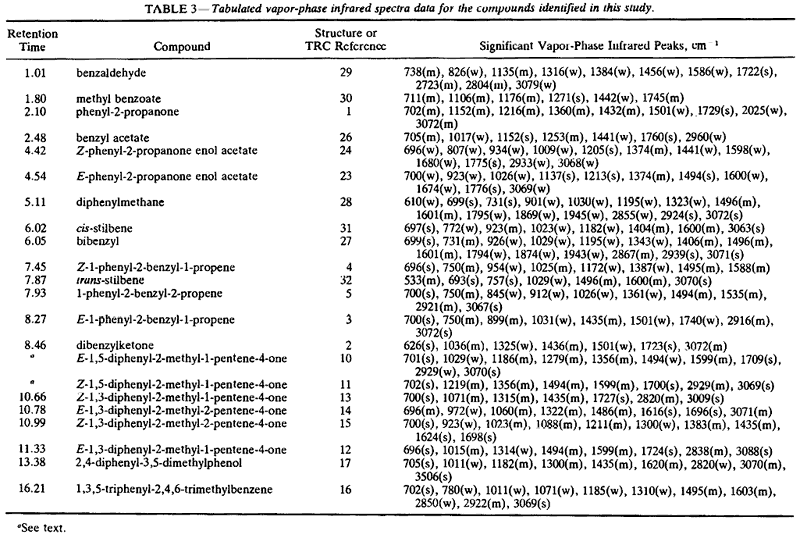 TABLE 3—Tabulated vapor-phase infrared spectra data for the compounds identified in this study.
Retention Time Compound Structure or TRC Reference Significant Vapor-Phase Infrared Peaks, cm⁻¹
1.01 benzaldehyde 29 738(m), 826(w), 1135(m), 1316(w), 1384(w), 1456(w), 1586(w), 1722(s),
2723(m), 2804(m), 3079(w)
1.80 methyl benzoate 30 711(m), 1106(m), 1176(m), 1271(s), 1442(w), 1745(m)
2.10 phenyl-2-propanone 1 702(m), 1152(m), 1216(m), 1360(m), 1432(m), 1501(w), 1729(s), 2025(w),
3072(m)
2.48 benzyl acetate 26 705(m), 1017(w), 1152(s), 1253(m), 1441(w), 1760(s), 2960(w)
4.42 Z-phenyl-2-propanone enol acetate 24 696(w), 807(w), 934(w), 1009(w), 1205(s), 1374(m), 1441(w), 1598(w),
1680(w), 1775(s), 2933(w), 3068(w)
4.54 E-phenyl-2-propanone enol acetate 23 700(w), 923(w), 1026(w), 1137(s), 1213(s), 1374(m), 1494(s), 1600(w),
1674(w), 1776(s), 3069(w)
5.11 diphenylmethane 28 610(w), 699(s), 731(s), 901(w), 1030(w), 1195(w), 1323(w), 1496(m),
1601(m), 1795(w), 1869(w), 1945(w), 2855(w), 2924(s), 3072(s)
6.02 cis-stilbene 31 697(s), 772(w), 923(m), 1023(w), 1182(w), 1404(m), 1600(m), 3063(s)
6.05 bibenzyl 27 699(s), 731(m), 926(w), 1029(w), 1195(w), 1343(w), 1406(m), 1496(m),
1601(m), 1794(w), 1874(w), 1943(w), 2867(m), 2939(s), 3071(s)
7.45 Z-1-phenyl-2-benzyl-1-propene 4 696(s), 750(m), 954(w), 1025(m), 1172(w), 1387(w), 1495(m), 1588(m)
7.87 trans-stilbene 32 533(m), 693(s), 757(s), 1029(w), 1496(m), 1600(m), 3070(s)
7.93 1-phenyl-2-benzyl-2-propene 5 700(s), 750(s), 845(w), 912(w), 1026(w), 1361(w), 1494(m), 1535(m),
2921(m), 3067(s)
8.27 E-1-phenyl-2-benzyl-1-propene 3 700(s), 750(m), 899(m), 1031(w), 1435(m), 1501(w), 1740(w), 2916(m),
3072(s)
8.46 dibenzylketone 2 626(s), 1036(m), 1325(w), 1436(m), 1501(w), 1723(s), 3072(m)
a E-1,5-diphenyl-2-methyl-1-pentene-4-one 10 701(s), 1029(w), 1186(m), 1279(m), 1356(m), 1494(w), 1599(m), 1709(s),
2929(w), 3070(s)
a Z-1,5-diphenyl-2-methyl-1-pentene-4-one 11 702(s), 1219(m), 1356(m), 1494(m), 1599(m), 1700(s), 2929(m), 3069(s)
10.66 Z-1,3-diphenyl-2-methyl-1-pentene-4-one 13 700(s), 1071(m), 1315(m), 1435(m), 1727(s), 2820(m), 3009(s)
10.78 E-1,3-diphenyl-2-methyl-2-pentene-4-one 14 696(m), 972(w), 1060(m), 1322(m), 1486(m), 1616(s), 1696(s), 3071(m)
10.99 Z-1,3-diphenyl-2-methyl-2-pentene-4-one 15 700(s), 923(w), 1023(m), 1088(m), 1211(m), 1300(w), 1383(m), 1435(m),
1624(s), 1698(s)
11.33 E-1,3-diphenyl-2-methyl-1-pentene-4-one 12 696(s), 1015(m), 1314(w), 1494(m), 1599(m), 1724(s), 2838(m), 3088(s)
13.38 2,4-diphenyl-3,5-dimethylphenol 17 705(s), 1011(w), 1182(m), 1300(m), 1435(m), 1620(m), 2820(w), 3070(m),
3506(s)
16.21 1,3,5-triphenyl-2,4,6-trimethylbenzene 16 702(s), 780(w), 1011(w), 1071(w), 1185(w), 1310(w), 1495(m), 1603(m),
2850(w), 2922(m), 3069(s)
aSee text.